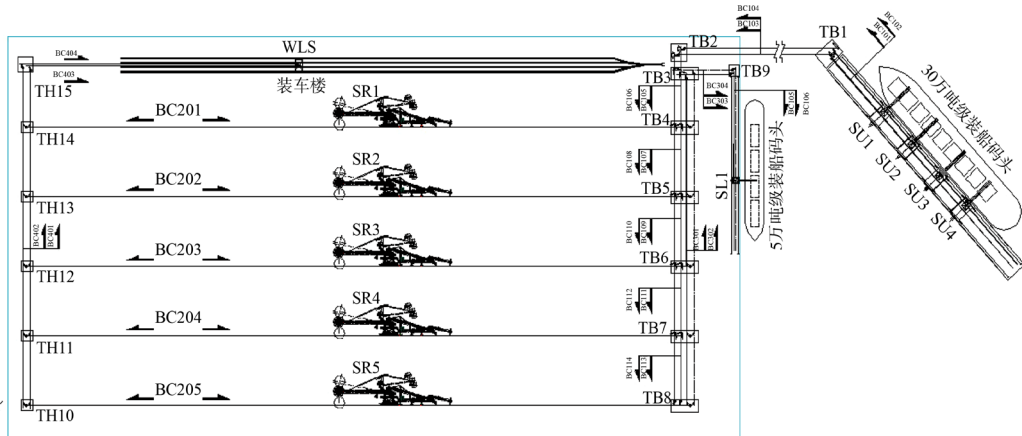 BC404
BC403
WLS
装车楼
TH15
BC104
BC103
TB2
TB1
BC102
BC101
TB3
TB9
BC304
BC303
BC105
BC106
30万吨级装船码头
SU1
SU2
SU3
SU4
SL1
5万吨级装船码头
BC201
SR1
BC106
BC105
TB4
TH14
BC202
SR2
BC108
BC107
TB5
TH13
BC402
BC401
BC203
SR3
BC110
BC109
BC301
BC302
TB6
TH12
BC204
SR4
BC112
BC111
TB7
TH11
BC205
SR5
BC114
BC113
TB8
TH10